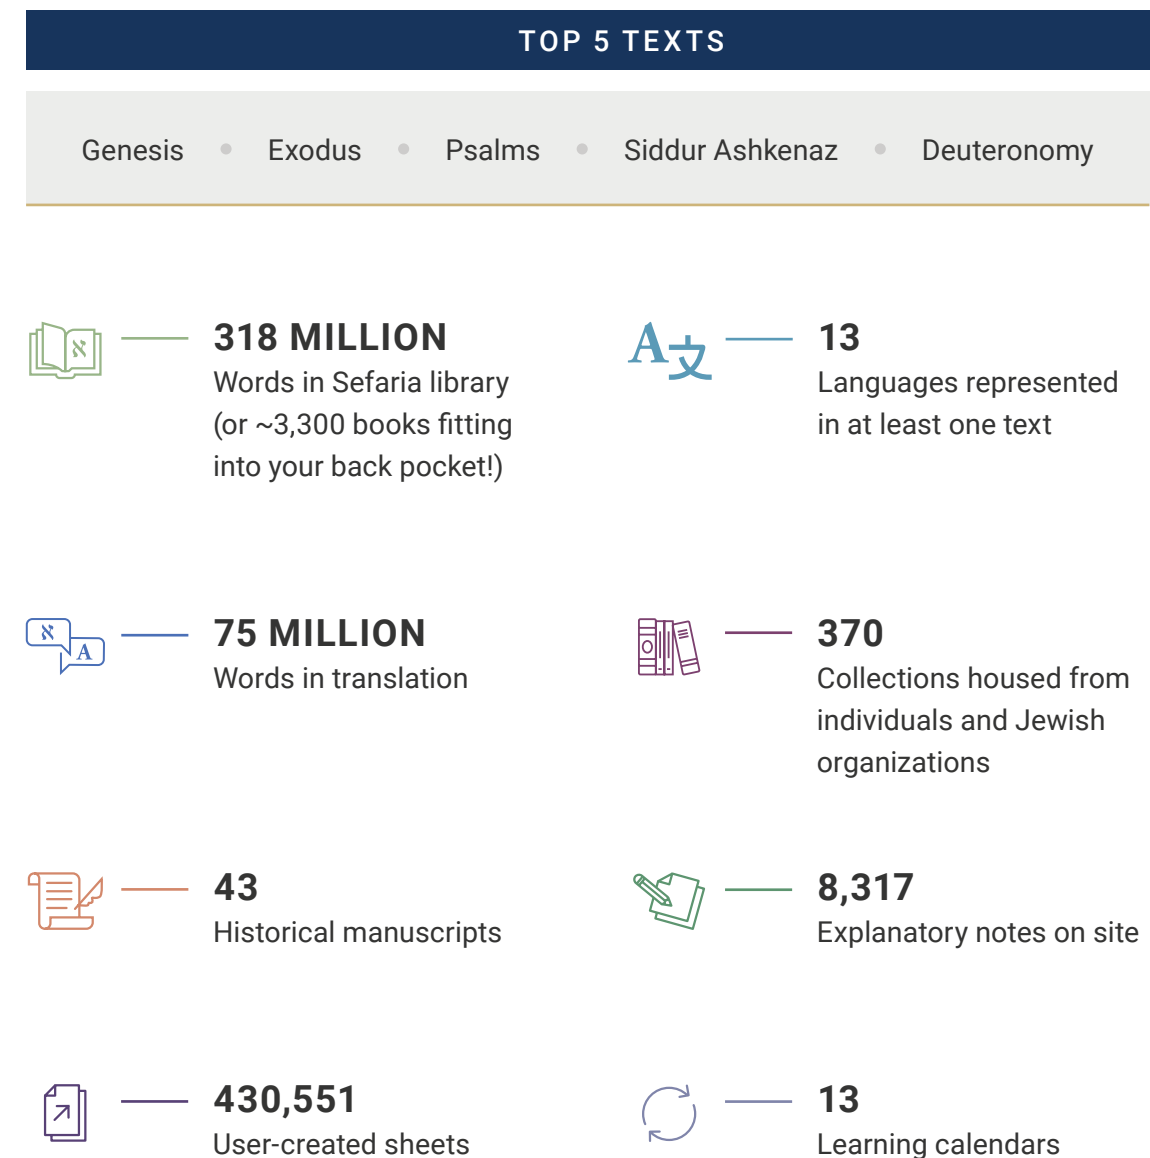 TOP 5 TEXTS
Genesis • Exodus • Psalms • Siddur Ashkenaz • Deuteronomy
א
318 MILLION
Words in Sefaria library
(or ~3,300 books fitting
into your back pocket!)
A文
13
Languages represented
in at least one text
א
A
75 MILLION
Words in translation
370
Collections housed from
individuals and Jewish
organizations
43
Historical manuscripts
8,317
Explanatory notes on site
430,551
User-created sheets
13
Learning calendars